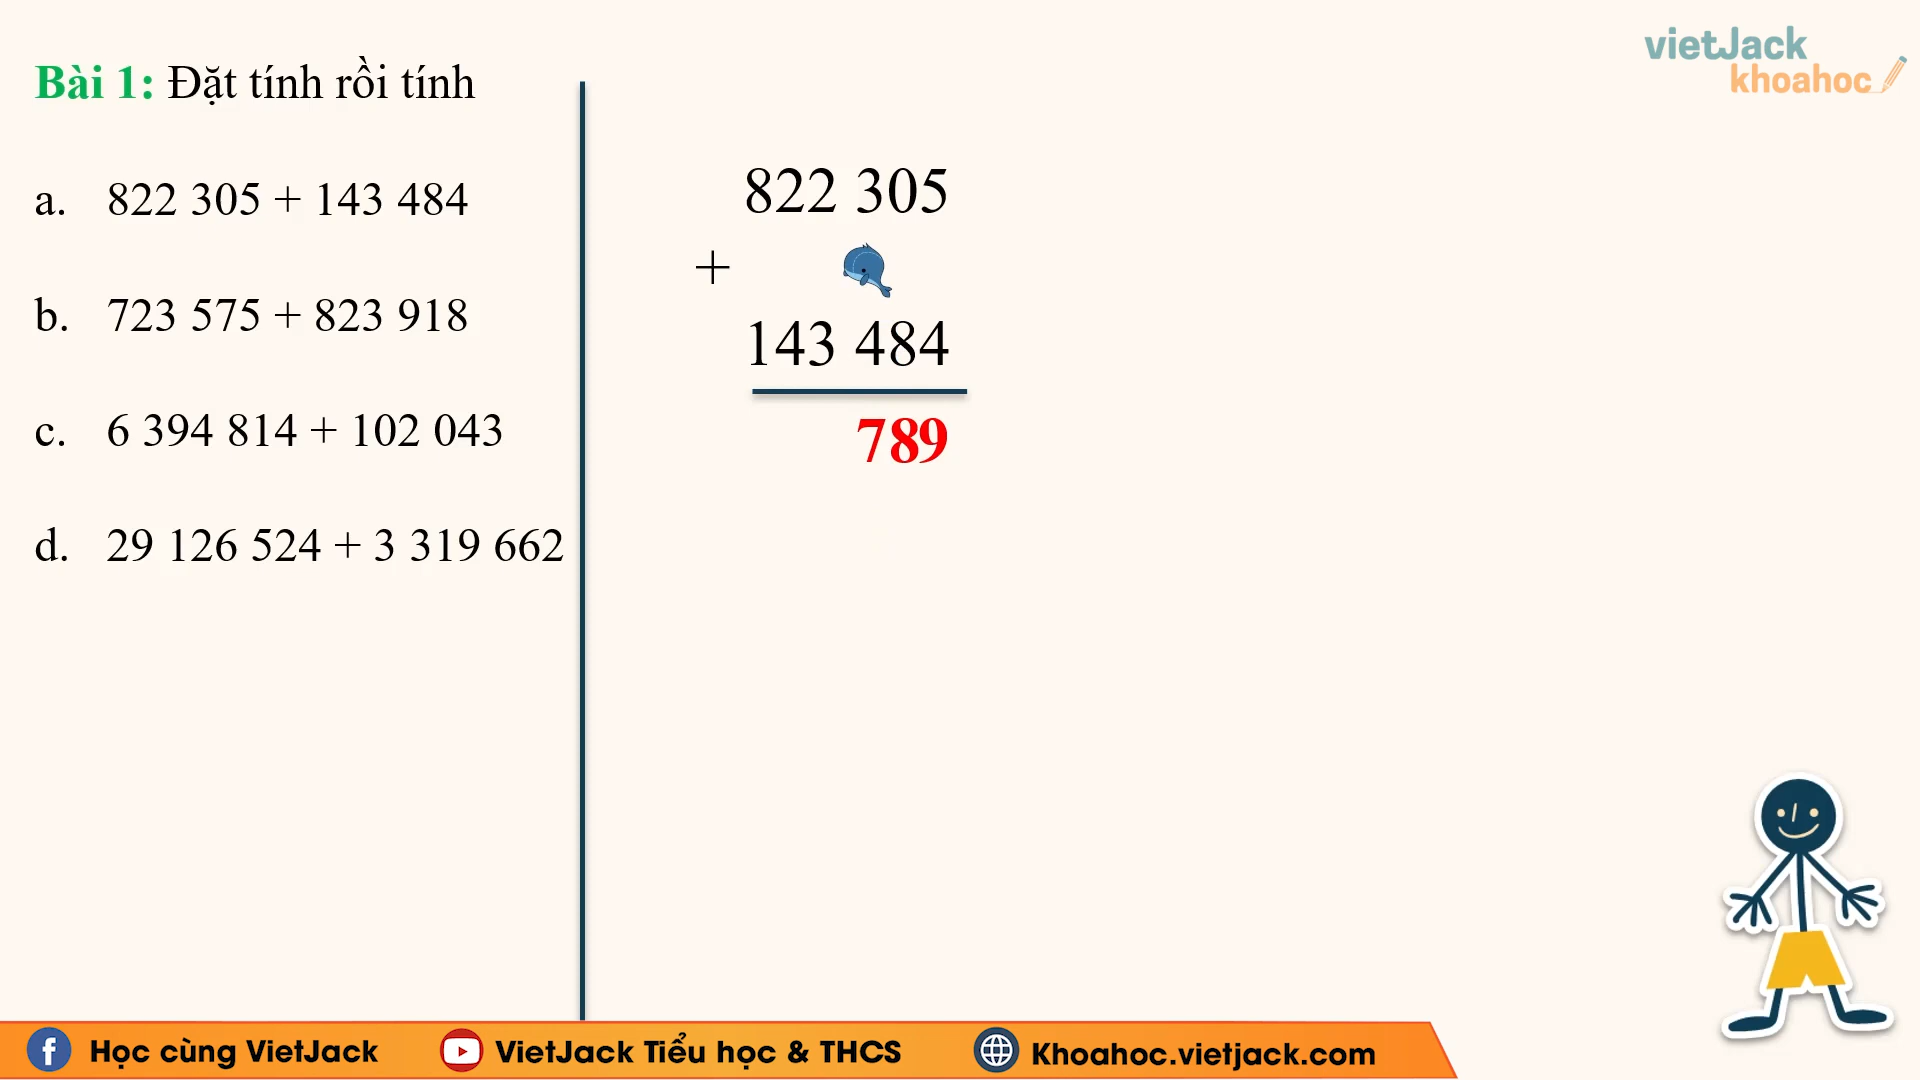 vietJack
khoahoc
Bài 1: Đặt tính rồi tính
a. 822 305 + 143 484
b. 723 575 + 823 918
c. 6 394 814 + 102 043
d. 29 126 524 + 3 319 662
822 305
+
143 484
789
Học cùng VietJack
VietJack Tiểu học & THCS
Khoahoc.vietjack.com